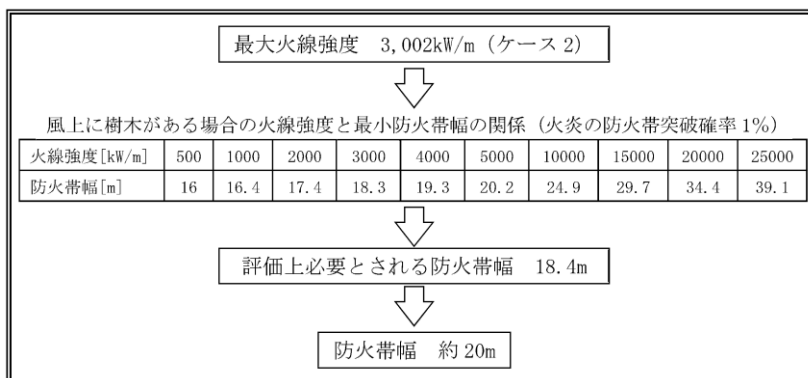 最大火線強度　3,002kW/m（ケース2）
風上に樹木がある場合の火線強度と最小防火帯幅の関係（火炎の防火帯突破確率1%）
火線強度[kW/m] 500 1000 2000 3000 4000 5000 10000 15000 20000 25000
防火帯幅[m] 16 16.4 17.4 18.3 19.3 20.2 24.9 29.7 34.4 39.1
評価上必要とされる防火帯幅　18.4m
防火帯幅　約20m